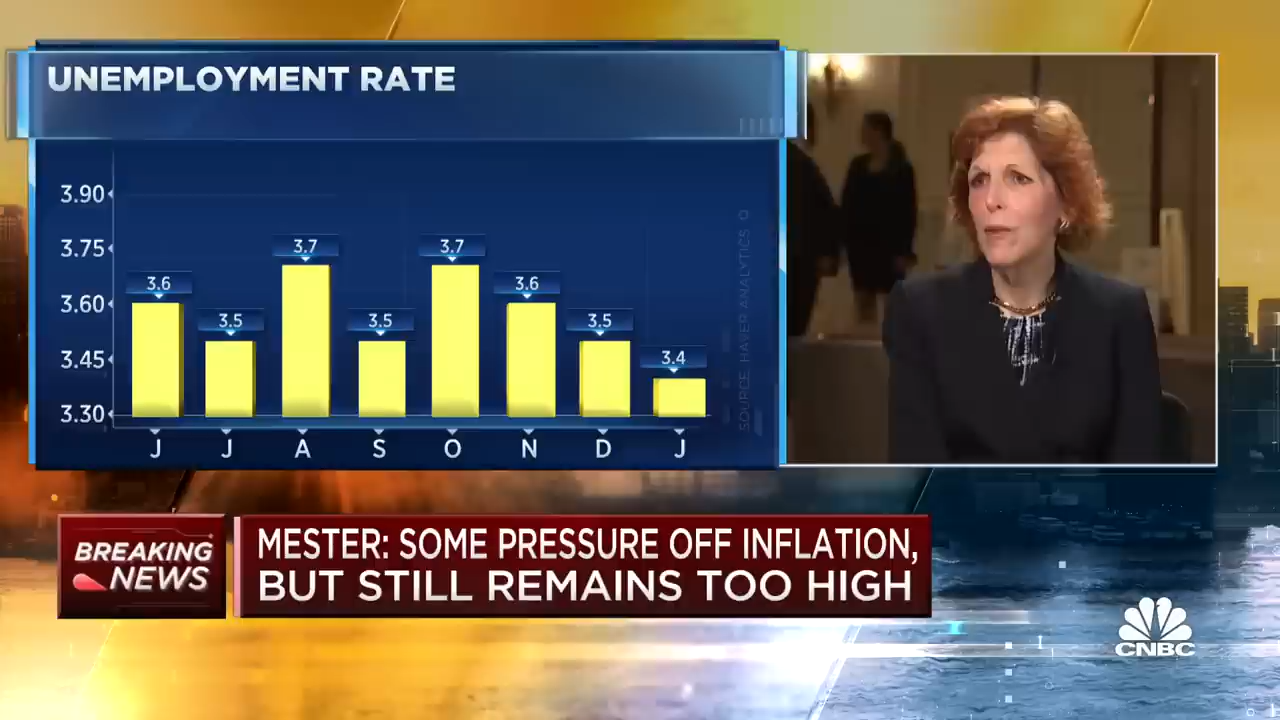 UNEMPLOYMENT RATE
3.90
3.75
3.60
3.45
3.30
3.6
3.5
3.7
3.5
3.7
3.6
3.5
3.4
J J A S O N D J
SOURCE: HAVER ANALYTICS
BREAKING
NEWS
MESTER: SOME PRESSURE OFF INFLATION,
BUT STILL REMAINS TOO HIGH
CNBC